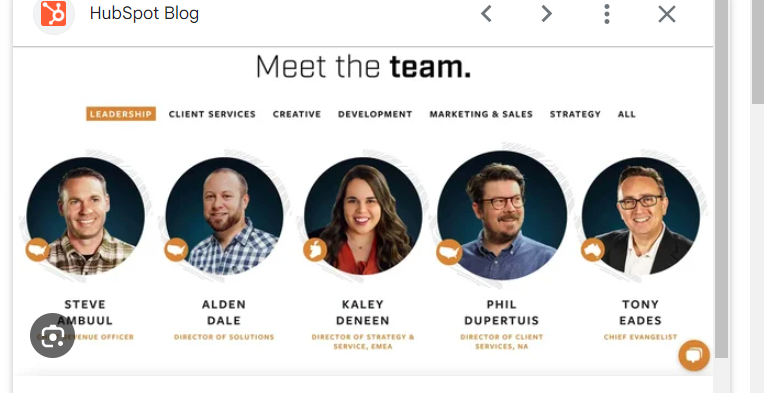 HubSpot Blog
Meet the team.
LEADERSHIP CLIENT SERVICES CREATIVE DEVELOPMENT MARKETING & SALES STRATEGY ALL
STEVE
AMBUUL
REVENUE OFFICER
ALDEN
DALE
DIRECTOR OF SOLUTIONS
KALEY
DENEEN
DIRECTOR OF STRATEGY &
SERVICE, EMEA
PHIL
DUPERTUIS
DIRECTOR OF CLIENT
SERVICES, NA
TONY
EADES
CHIEF EVANGELIST